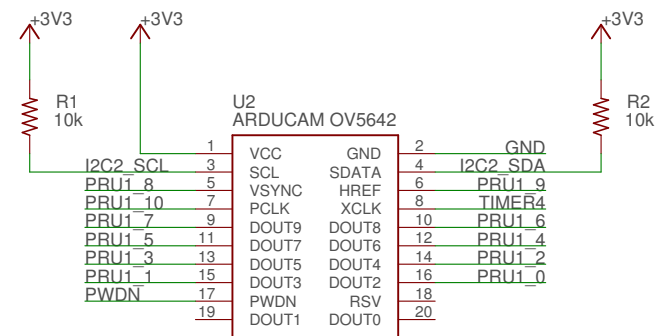 +3V3
+3V3
+3V3
R1
10k
R2
10k
U2
ARDUCAM OV5642
1 VCC GND 2 GND
I2C2_SCL 3 SCL SDATA 4 I2C2_SDA
PRU1_8 5 VSYNC HREF 6 PRU1_9
PRU1_10 7 PCLK XCLK 8 TIMER4
PRU1_7 9 DOUT9 DOUT8 10 PRU1_6
PRU1_5 11 DOUT7 DOUT6 12 PRU1_4
PRU1_3 13 DOUT5 DOUT4 14 PRU1_2
PRU1_1 15 DOUT3 DOUT2 16 PRU1_0
PWDN 17 PWDN RSV 18
19 DOUT1 DOUT0 20